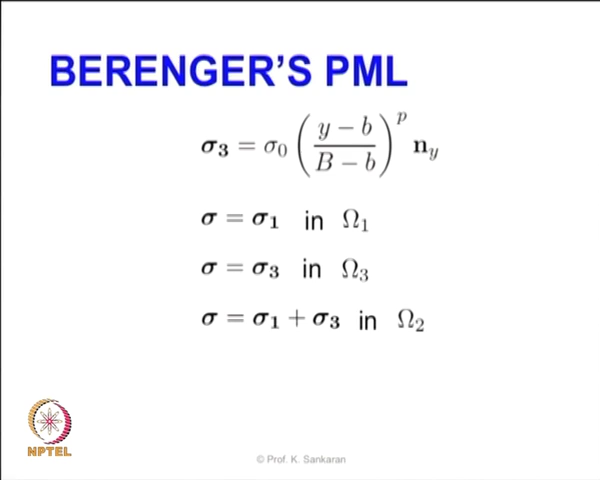 BERENGER'S PML
σ₃ = σ₀ ( (y − b) / (B − b) )ᵖ n_y
σ = σ₁ in Ω₁
σ = σ₃ in Ω₃
σ = σ₁ + σ₃ in Ω₂
NPTEL
© Prof. K. Sankaran